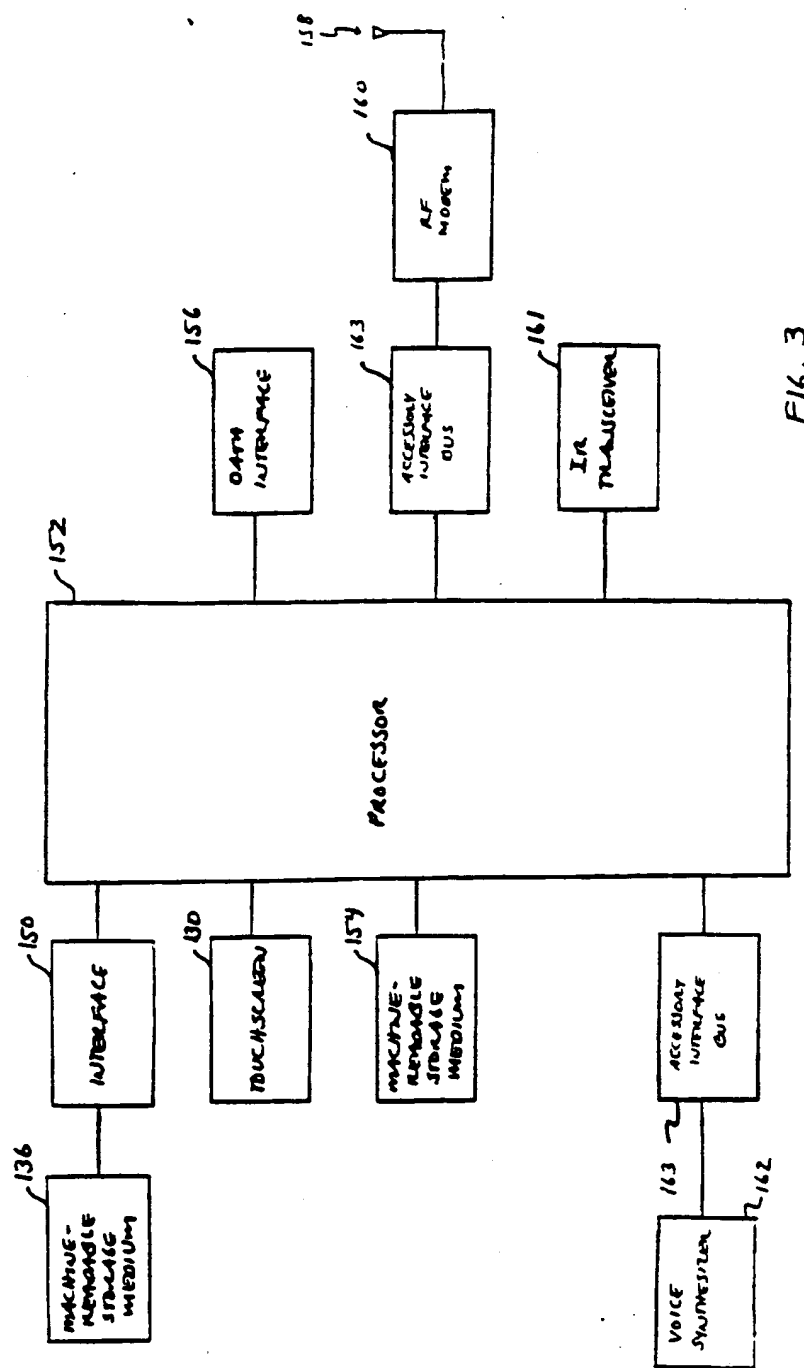 136
MACHINE-
READABLE
STORAGE
MEDIUM
150
INTERFACE
130
TOUCHSCREEN
154
MACHINE-
READABLE
STORAGE
MEDIUM
VOICE
SYNTHESIZER
162
163
ACCESSORY
INTERFACE
BUS
152
PROCESSOR
156
DATA
INTERFACE
163
ACCESSORY
INTERFACE
BUS
160
RF
MODEM
158
161
IR
TRANSCEIVER
FIG. 3